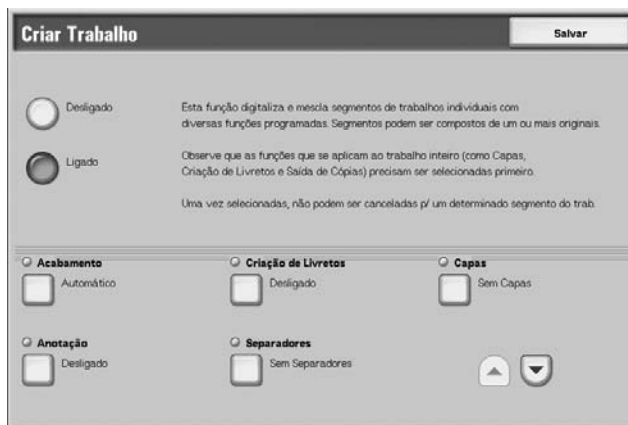 Criar Trabalho
Salvar
Desligado
Esta função digitaliza e mescla segmentos de trabalhos individuais com
diversas funções programadas. Segmentos podem ser compostos de um ou mais originais.
Ligado
Observe que as funções que se aplicam ao trabalho inteiro (como Capas,
Criação de Livretos e Saída de Cópias) precisam ser selecionadas primeiro.
Uma vez selecionadas, não podem ser canceladas p/ um determinado segmento do trab.
Acabamento
Automático
Criação de Livretos
Desligado
Capas
Sem Capas
Anotação
Desligado
Separadores
Sem Separadores